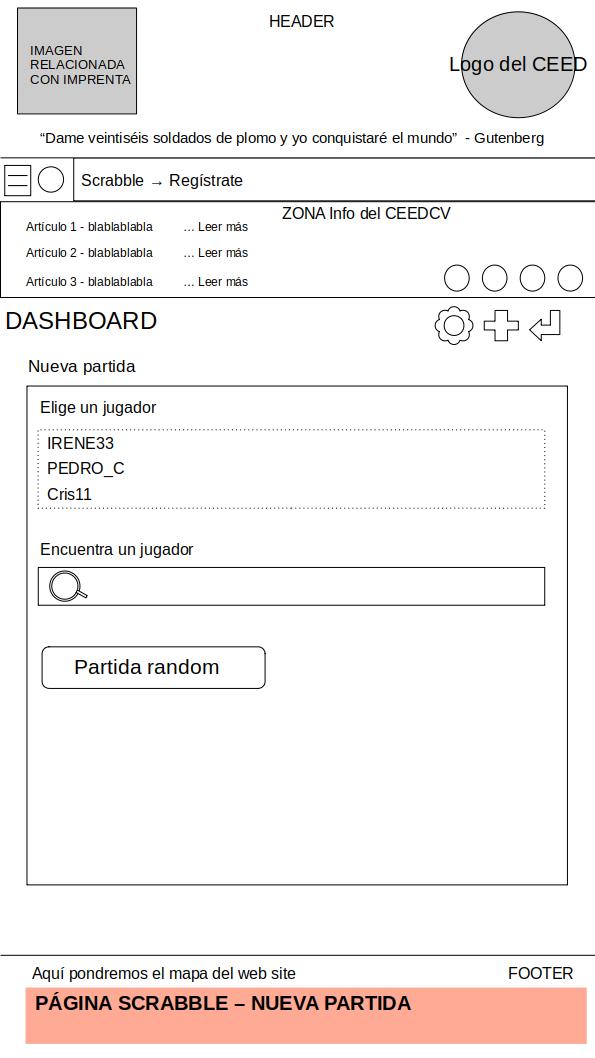 HEADER
IMAGEN
RELACIONADA
CON IMPRENTA
Logo del CEED
“Dame veintiséis soldados de plomo y yo conquistaré el mundo” - Gutenberg
Scrabble → Regístrate
ZONA Info del CEEDCV
Artículo 1 - blablablabla ... Leer más
Artículo 2 - blablablabla ... Leer más
Artículo 3 - blablablabla ... Leer más
DASHBOARD
Nueva partida
Elige un jugador
IRENE33
PEDRO_C
Cris11
Encuentra un jugador
Partida random
Aquí pondremos el mapa del web site FOOTER
PÁGINA SCRABBLE – NUEVA PARTIDA